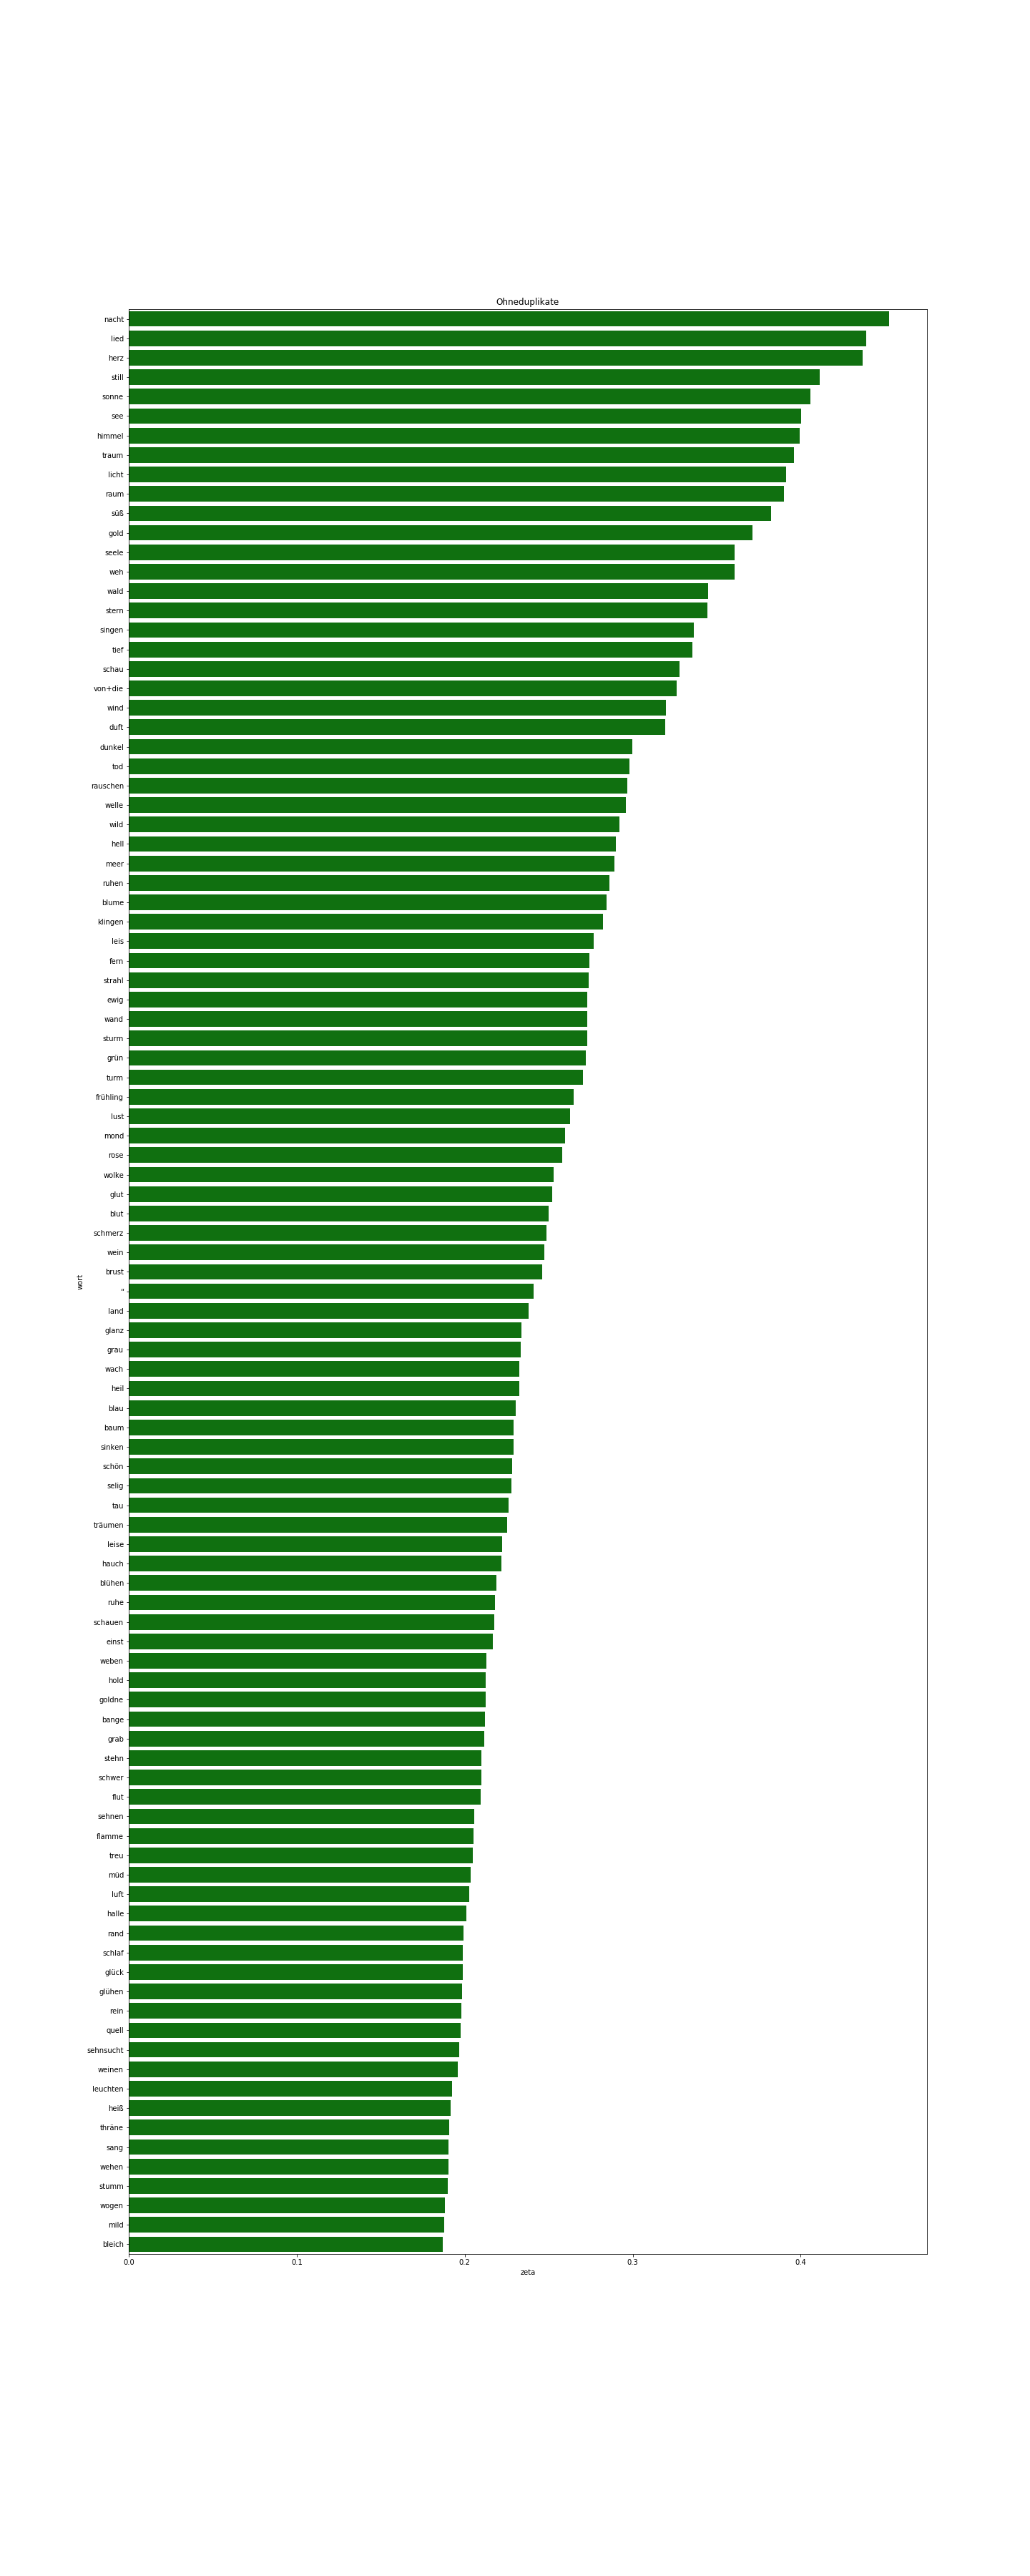 Ohneduplikate
nacht
lied
herz
still
sonne
see
himmel
traum
licht
raum
süß
gold
seele
weh
wald
stern
singen
tief
schau
von+die
wind
duft
dunkel
tod
rauschen
welle
wild
hell
meer
ruhen
blume
klingen
leis
fern
strahl
ewig
wand
sturm
grün
turm
frühling
lust
mond
rose
wolke
glut
blut
schmerz
wein
brust
wort
"
land
glanz
grau
wach
heil
blau
baum
sinken
schön
selig
tau
träumen
leise
hauch
blühen
ruhe
schauen
einst
weben
hold
goldne
bange
grab
stehn
schwer
flut
sehnen
flamme
treu
müd
luft
halle
rand
schlaf
glück
glühen
rein
quell
sehnsucht
weinen
leuchten
heiß
thräne
sang
wehen
stumm
wogen
mild
bleich
0.0 0.1 0.2 0.3 0.4
zeta